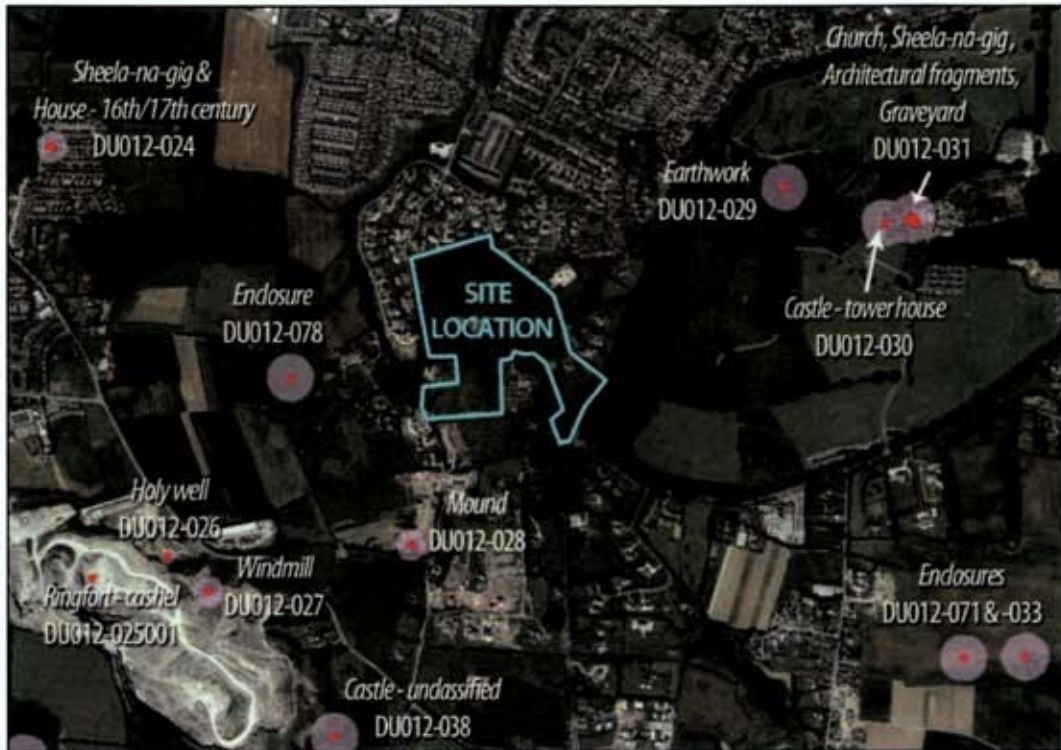 Sheela-na-gig &
House - 16th/17th century
DU012-024
Church, Sheela-na-gig,
Architectural fragments,
Graveyard
DU012-031
Earthwork
DU012-029
Enclosure
DU012-078
SITE
LOCATION
Castle - tower house
DU012-030
Holy well
DU012-026
Mound
DU012-028
Windmill
DU012-027
Ringfort - cashel
DU012-025001
Enclosures
DU012-071 & -033
Castle - unclassified
DU012-038